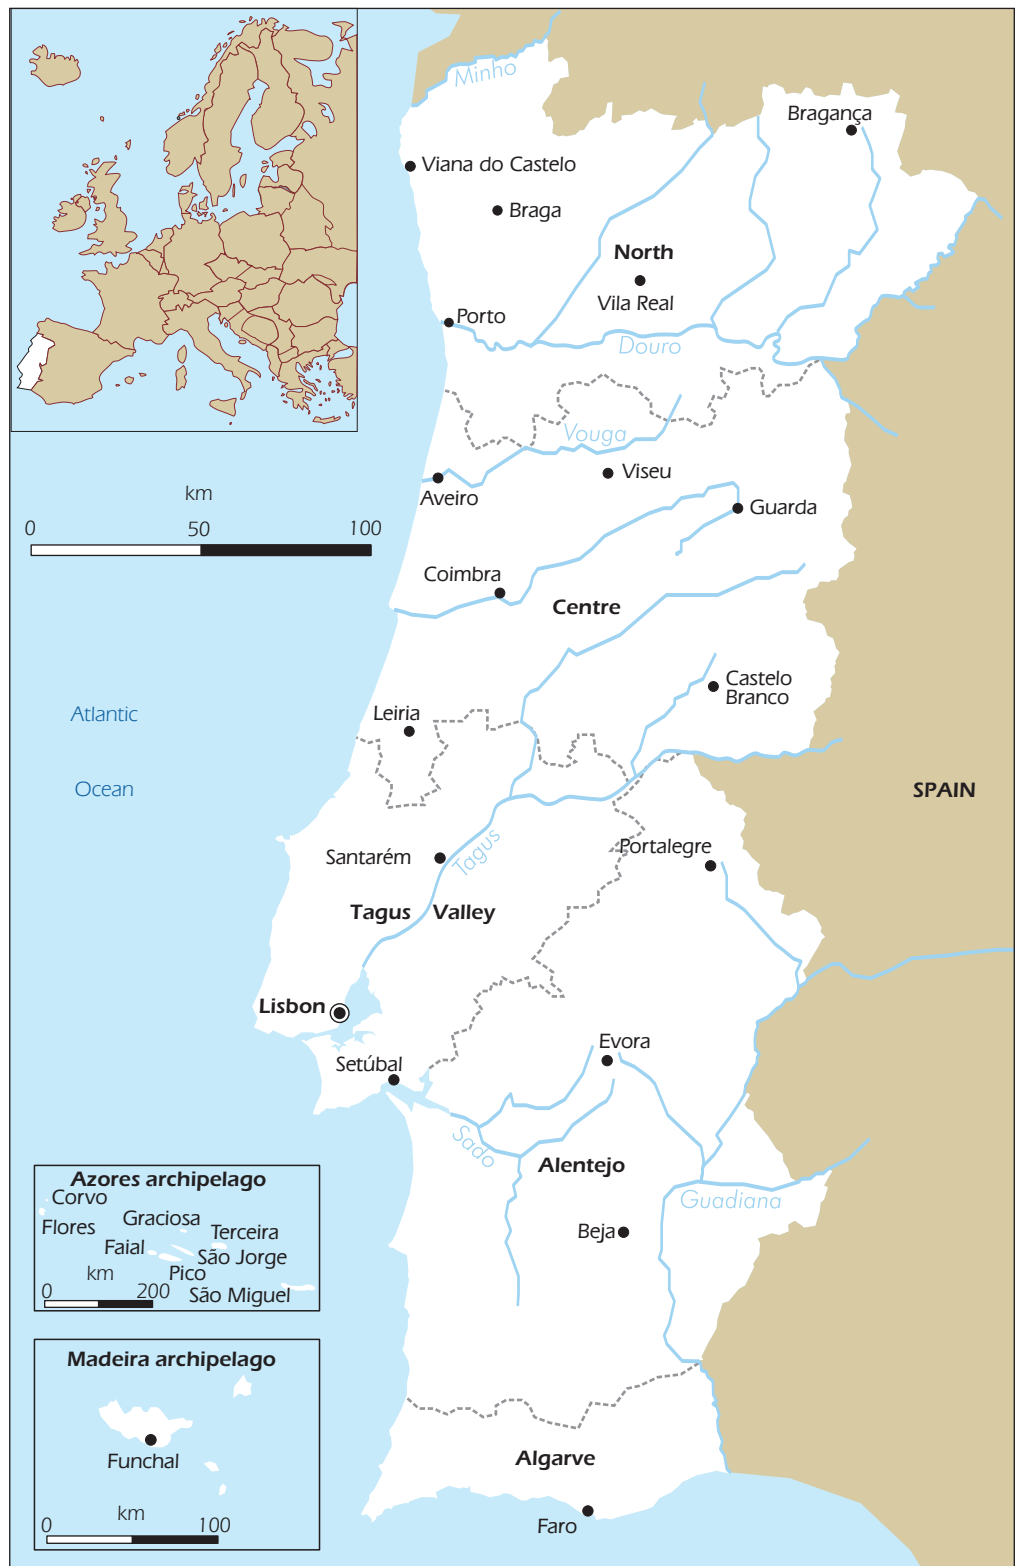 Minho
Bragança
Viana do Castelo
Braga
North
Vila Real
Porto
Douro
Vouga
Viseu
Aveiro
km
0 50 100
Guarda
Coimbra
Centre
Castelo
Branco
Leiria
Atlantic
Ocean
SPAIN
Portalegre
Santarém
Tagus
Tagus Valley
Lisbon
Evora
Setúbal
Sado
Alentejo
Guadiana
Beja
Azores archipelago
Corvo
Flores
Graciosa
Terceira
Faial
São Jorge
km
Pico
0 200
São Miguel
Madeira archipelago
Funchal
km
0 100
Algarve
Faro